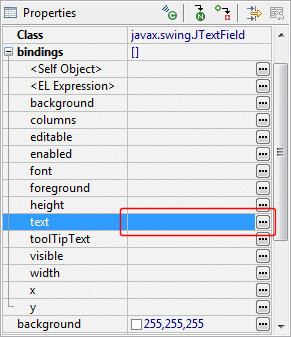 Properties
Class javax.swing.JTextField
bindings []
<Self Object>
<EL Expression>
background
columns
editable
enabled
font
foreground
height
text
toolTipText
visible
width
x
y
background 255,255,255